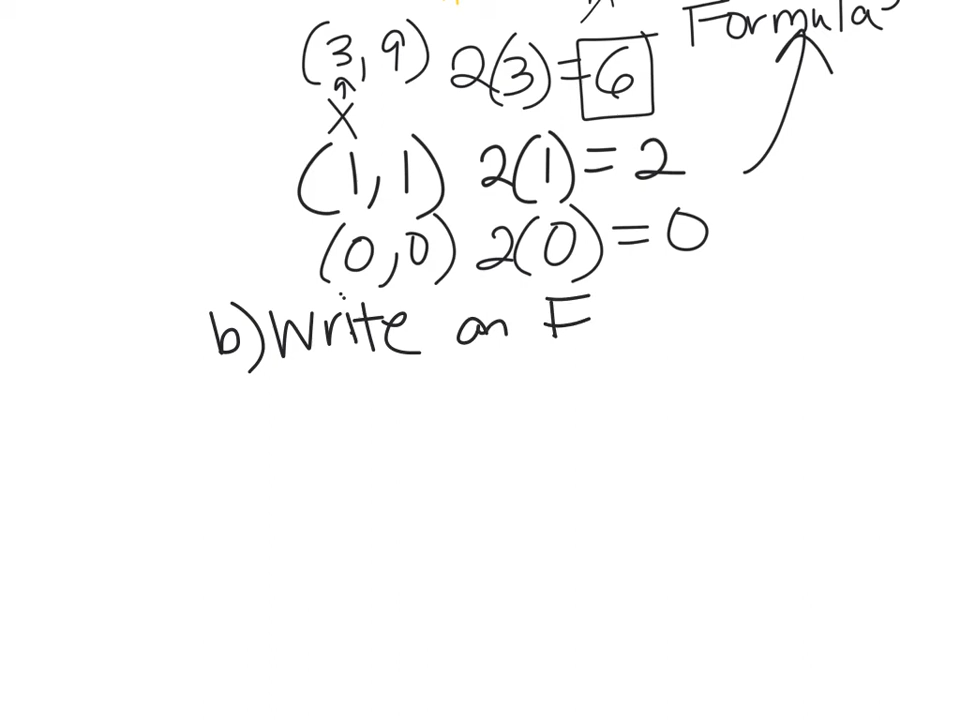 Formula
(3, 9) 2(3) = 6
X
(1, 1) 2(1) = 2
(0, 0) 2(0) = 0
b) Write an F